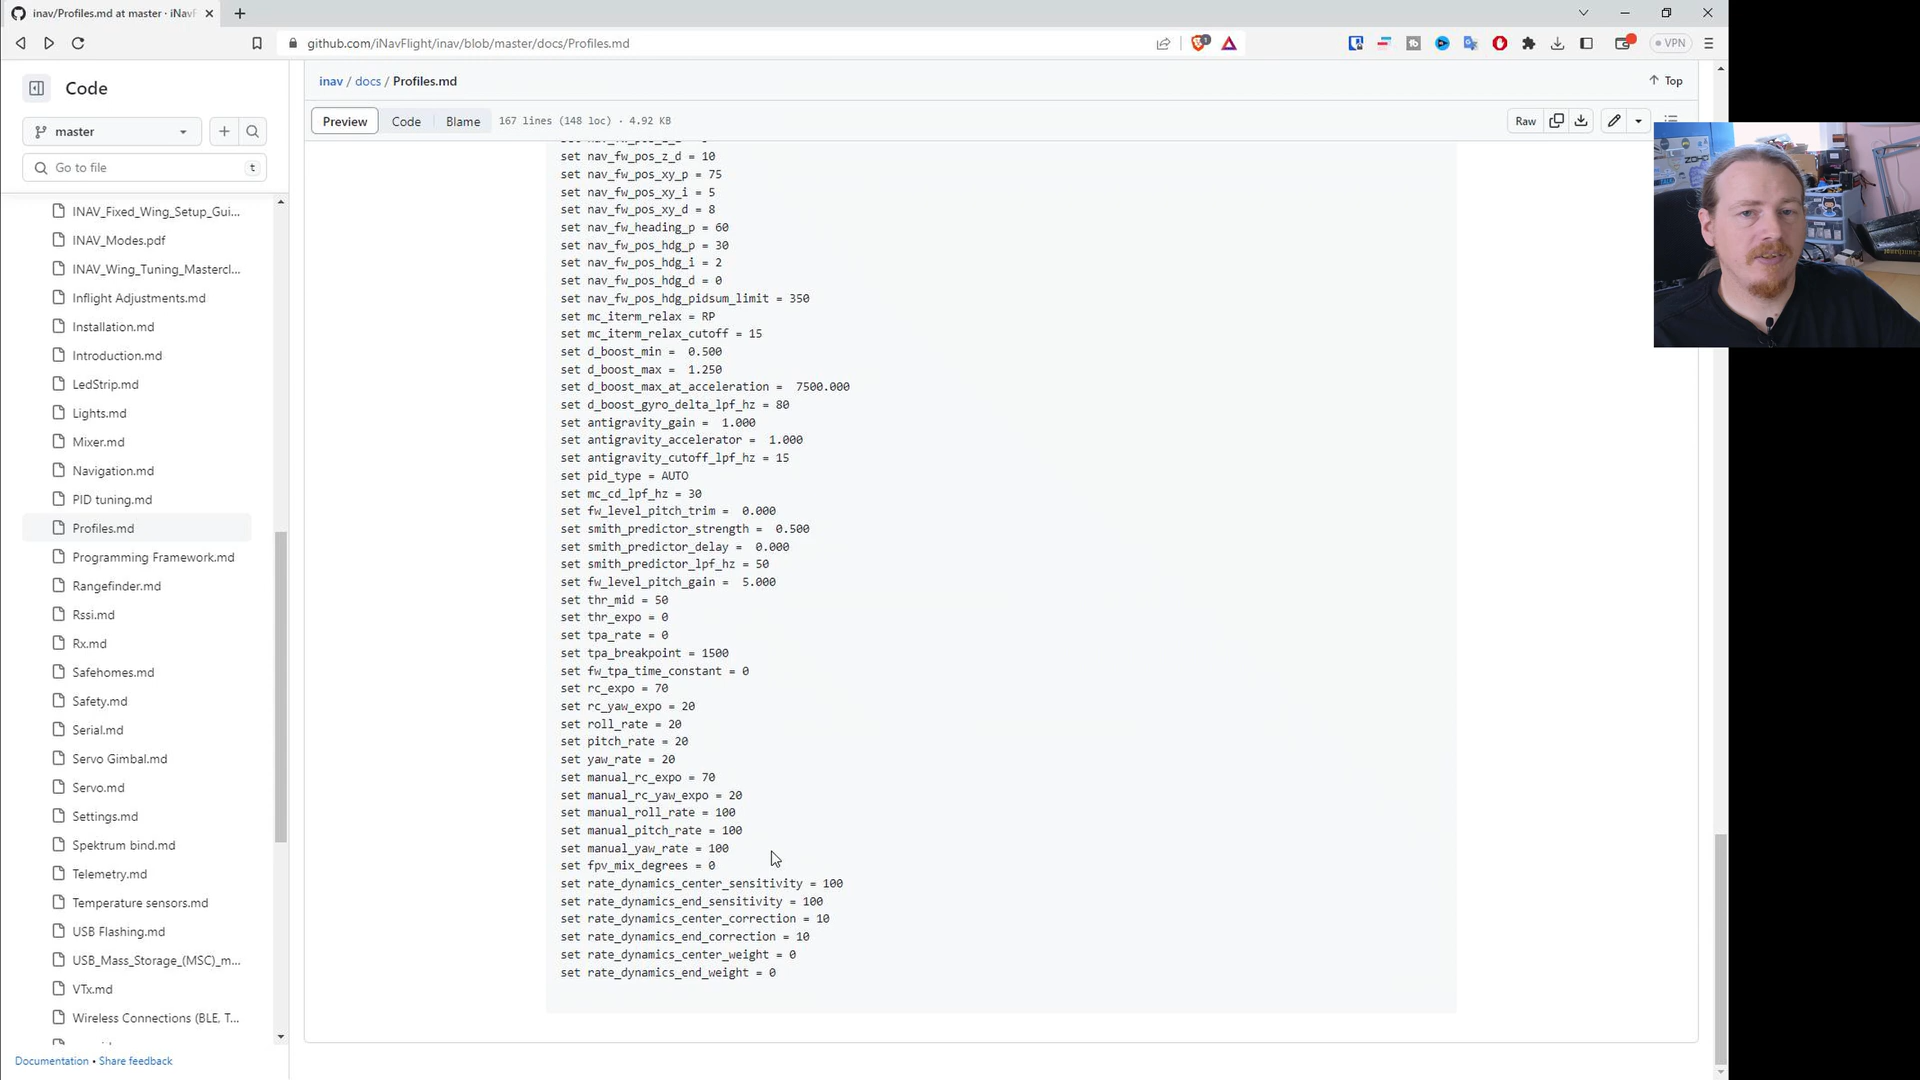 inav/Profiles.md at master · iNavF
github.com/iNavFlight/inav/blob/master/docs/Profiles.md
VPN
Code
master
Go to file
t
INAV_Fixed_Wing_Setup_Gui...
INAV_Modes.pdf
INAV_Wing_Tuning_Mastercl...
Inflight Adjustments.md
Installation.md
Introduction.md
LedStrip.md
Lights.md
Mixer.md
Navigation.md
PID tuning.md
Profiles.md
Programming Framework.md
Rangefinder.md
Rssi.md
Rx.md
Safehomes.md
Safety.md
Serial.md
Servo Gimbal.md
Servo.md
Settings.md
Spektrum bind.md
Telemetry.md
Temperature sensors.md
USB Flashing.md
USB_Mass_Storage_(MSC)_m...
VTx.md
Wireless Connections (BLE, T...
Documentation • Share feedback
inav / docs / Profiles.md
Top
Preview Code Blame 167 lines (148 loc) · 4.92 KB
Raw
set nav_fw_pos_z_d = 10
set nav_fw_pos_xy_p = 75
set nav_fw_pos_xy_i = 5
set nav_fw_pos_xy_d = 8
set nav_fw_heading_p = 60
set nav_fw_pos_hdg_p = 30
set nav_fw_pos_hdg_i = 2
set nav_fw_pos_hdg_d = 0
set nav_fw_pos_hdg_pidsum_limit = 350
set mc_iterm_relax = RP
set mc_iterm_relax_cutoff = 15
set d_boost_min =  0.500
set d_boost_max =  1.250
set d_boost_max_at_acceleration =  7500.000
set d_boost_gyro_delta_lpf_hz = 80
set antigravity_gain =  1.000
set antigravity_accelerator =  1.000
set antigravity_cutoff_lpf_hz = 15
set pid_type = AUTO
set mc_cd_lpf_hz = 30
set fw_level_pitch_trim =  0.000
set smith_predictor_strength =  0.500
set smith_predictor_delay =  0.000
set smith_predictor_lpf_hz = 50
set fw_level_pitch_gain =  5.000
set thr_mid = 50
set thr_expo = 0
set tpa_rate = 0
set tpa_breakpoint = 1500
set fw_tpa_time_constant = 0
set rc_expo = 70
set rc_yaw_expo = 20
set roll_rate = 20
set pitch_rate = 20
set yaw_rate = 20
set manual_rc_expo = 70
set manual_rc_yaw_expo = 20
set manual_roll_rate = 100
set manual_pitch_rate = 100
set manual_yaw_rate = 100
set fpv_mix_degrees = 0
set rate_dynamics_center_sensitivity = 100
set rate_dynamics_end_sensitivity = 100
set rate_dynamics_center_correction = 10
set rate_dynamics_end_correction = 10
set rate_dynamics_center_weight = 0
set rate_dynamics_end_weight = 0